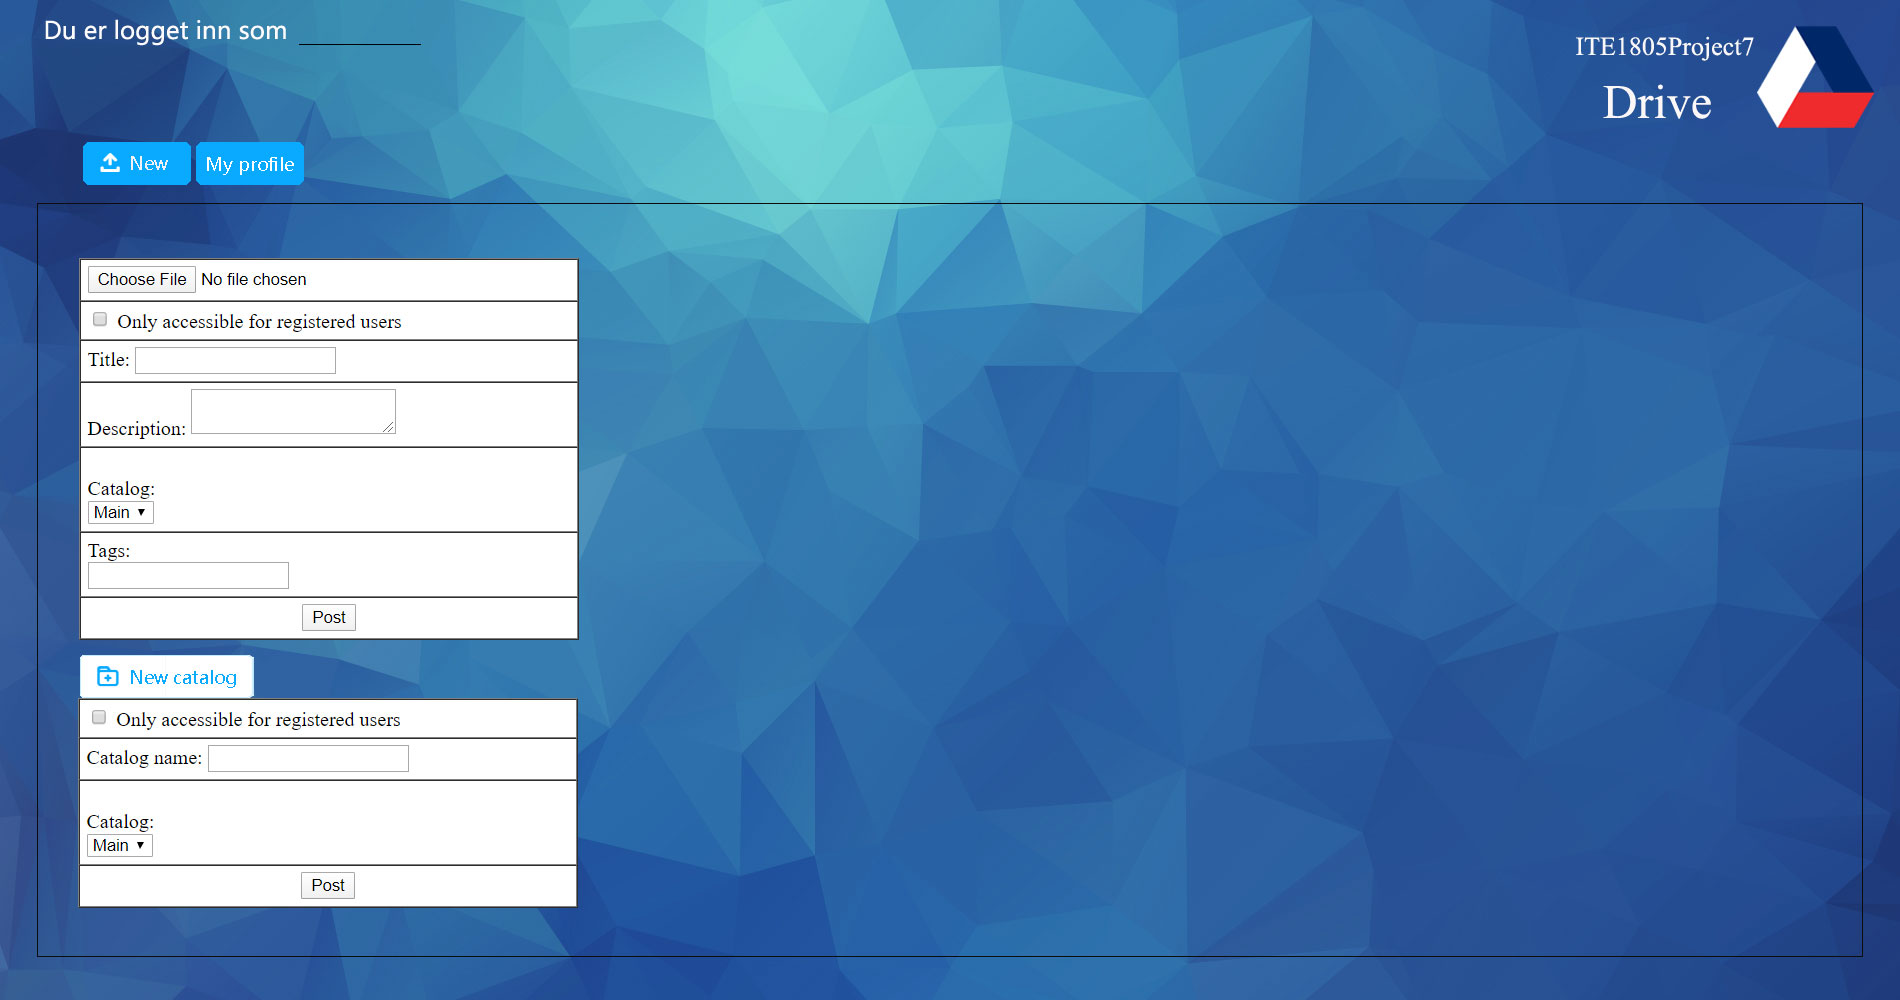 Du er logget inn som
ITE1805Project7
Drive
New
My profile
Choose File No file chosen
Only accessible for registered users
Title:
Description:
Catalog:
Main
Tags:
Post
New catalog
Only accessible for registered users
Catalog name:
Catalog:
Main
Post